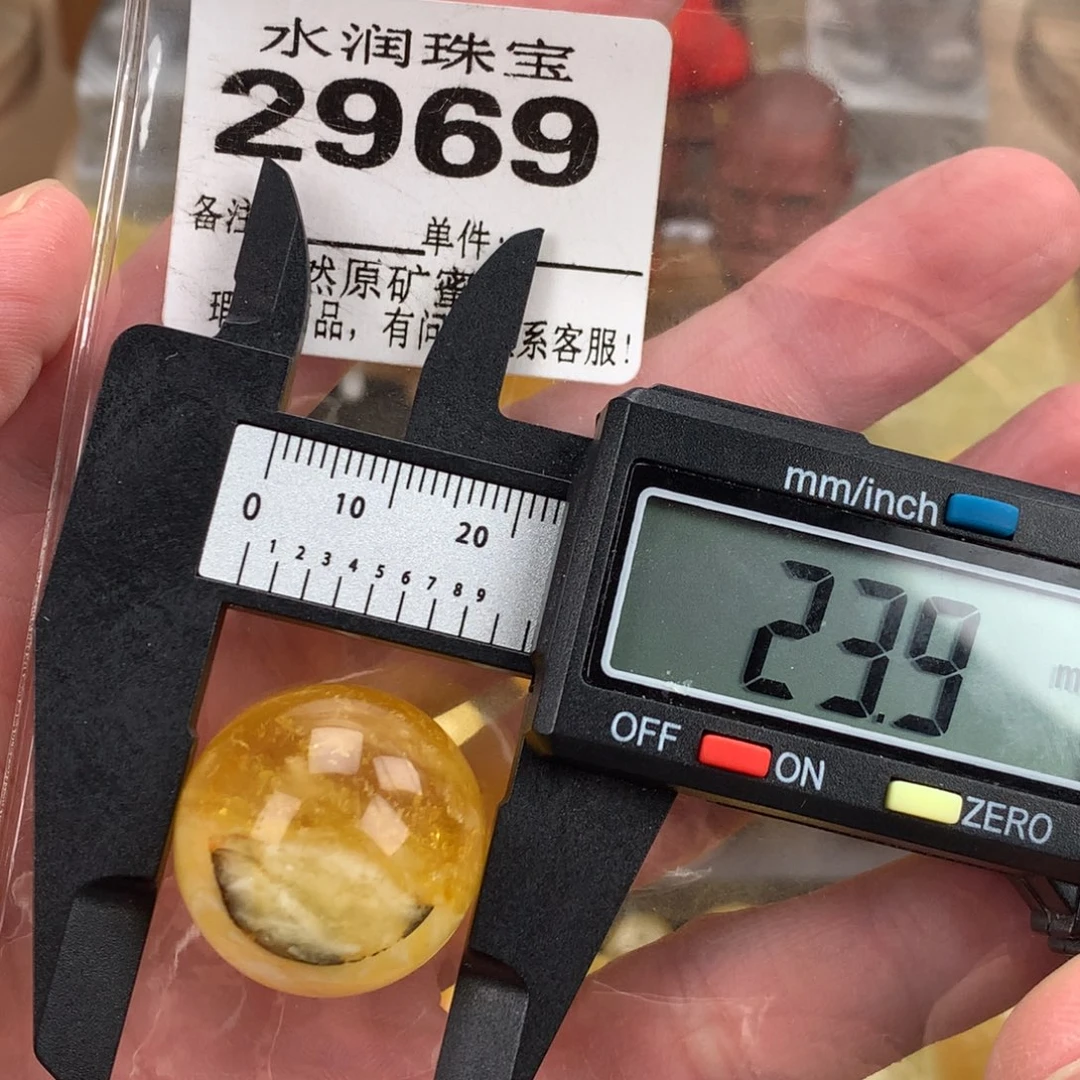 水润珠宝
2969
备注 单件:
然原矿蜜
品，有问 系客服!
mm/inch
0 10 20
1 2 3 4 5 6 7 8 9
23.9
m
OFF ON ZERO